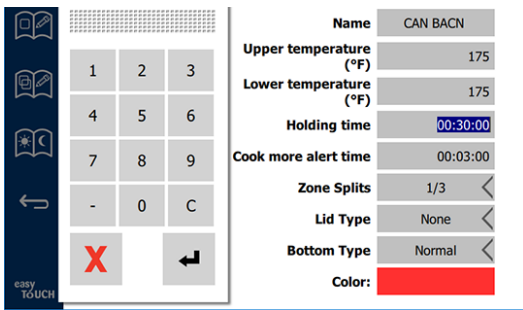 Name CAN BACN
Upper temperature
(°F) 175
Lower temperature
(°F) 175
Holding time 00:30:00
Cook more alert time 00:03:00
Zone Splits 1/3
Lid Type None
Bottom Type Normal
Color:
1 2 3
4 5 6
7 8 9
- 0 C
X
easy
TOUCH